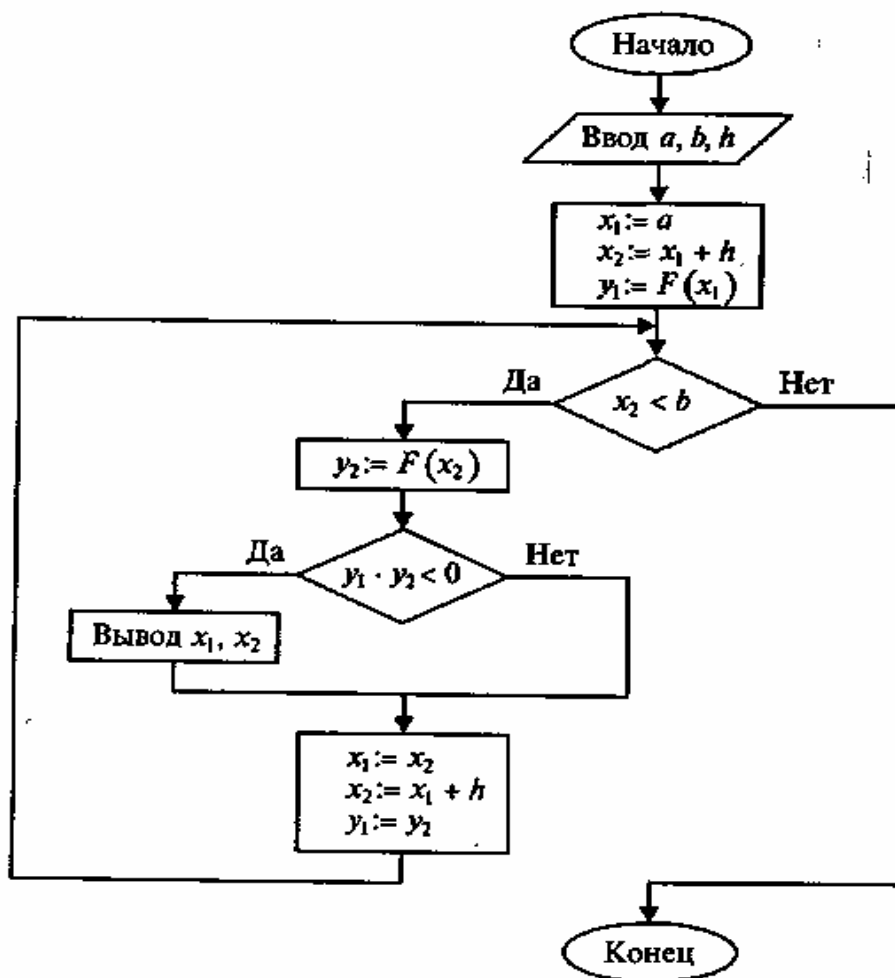 Начало
Ввод a, b, h
x₁:= a
x₂:= x₁ + h
y₁:= F(x₁)
Да
x₂ < b
Нет
y₂:= F(x₂)
Да
y₁ · y₂ < 0
Нет
Вывод x₁, x₂
x₁:= x₂
x₂:= x₁ + h
y₁:= y₂
Конец